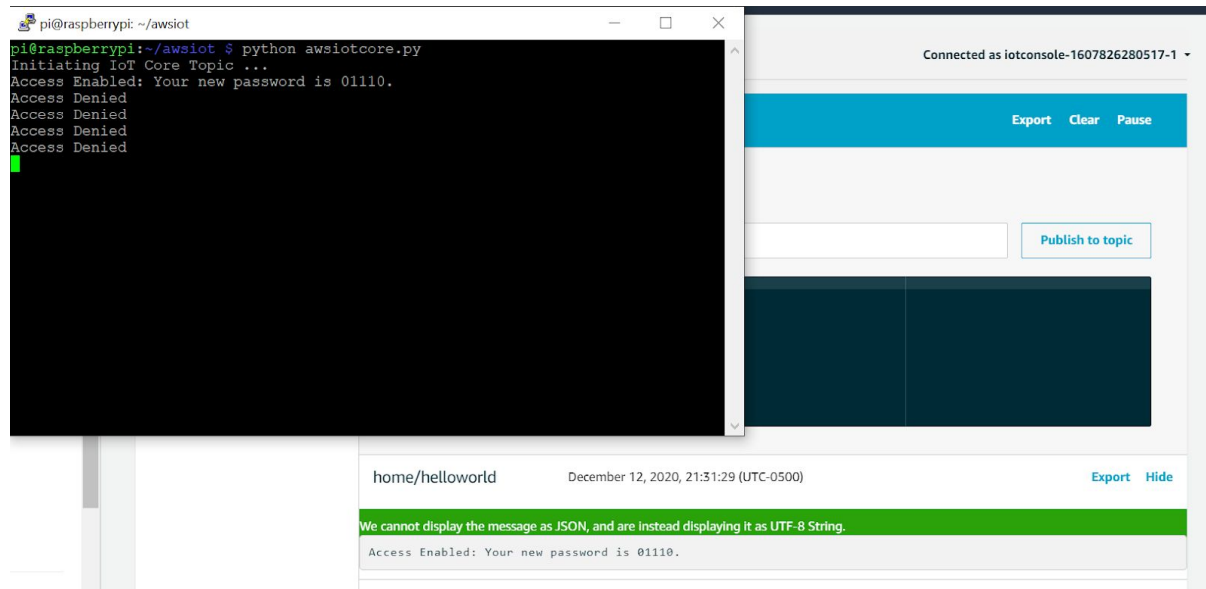 pi@raspberrypi: ~/awsiot
pi@raspberrypi:~/awsiot $ python awsiotcore.py
Initiating IoT Core Topic ...
Access Enabled: Your new password is 01110.
Access Denied
Access Denied
Access Denied
Access Denied
Connected as iotconsole-1607826280517-1
Export Clear Pause
Publish to topic
home/helloworld December 12, 2020, 21:31:29 (UTC-0500) Export Hide
We cannot display the message as JSON, and are instead displaying it as UTF-8 String.
Access Enabled: Your new password is 01110.